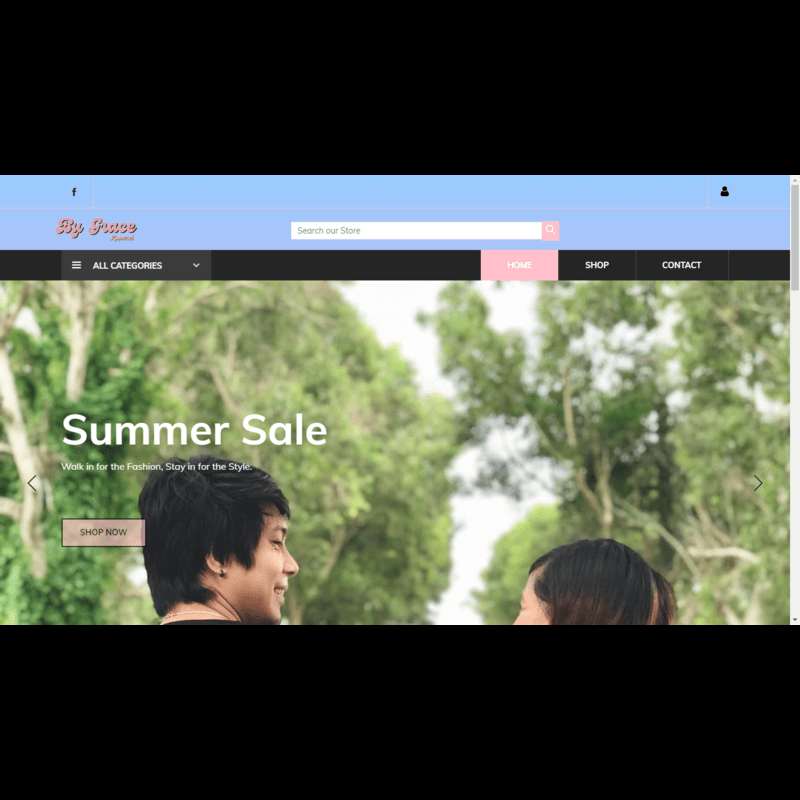 f
By Grace
Apparel
Search our Store
ALL CATEGORIES
HOME
SHOP
CONTACT
Summer Sale
Walk in for the Fashion, Stay in for the Style.
SHOP NOW